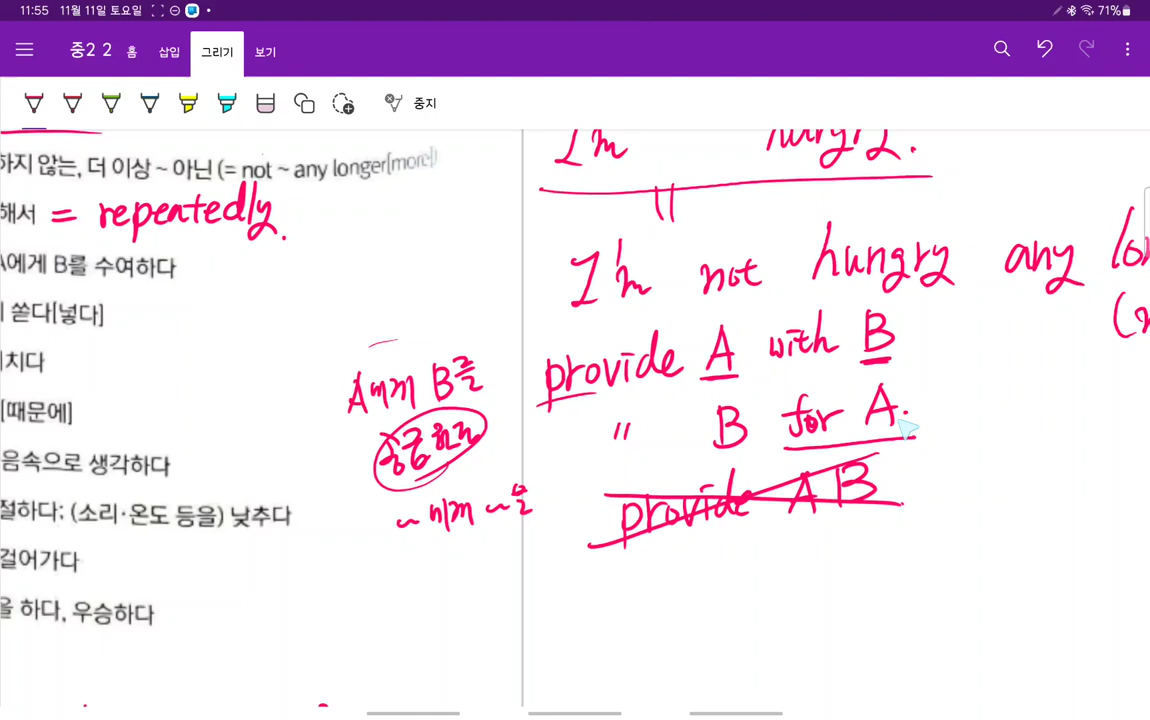 11:55 11월 11일 토요일 71%
중2 2 홈 삽입 그리기 보기
중지
하지 않는, 더 이상 ~ 아닌 (= not ~ any longer[more])
해서 = repeatedly.
A에게 B를 수여하다
쏟다[넣다]
치다
[때문에]
음속으로 생각하다
절하다; (소리·온도 등을) 낮추다
걸어가다
을 하다, 우승하다
A에게 B를
공급한다
~에게 ~을
I'm hungry.
I'm not hungry any
provide A with B
〃 B for A.
provide A B